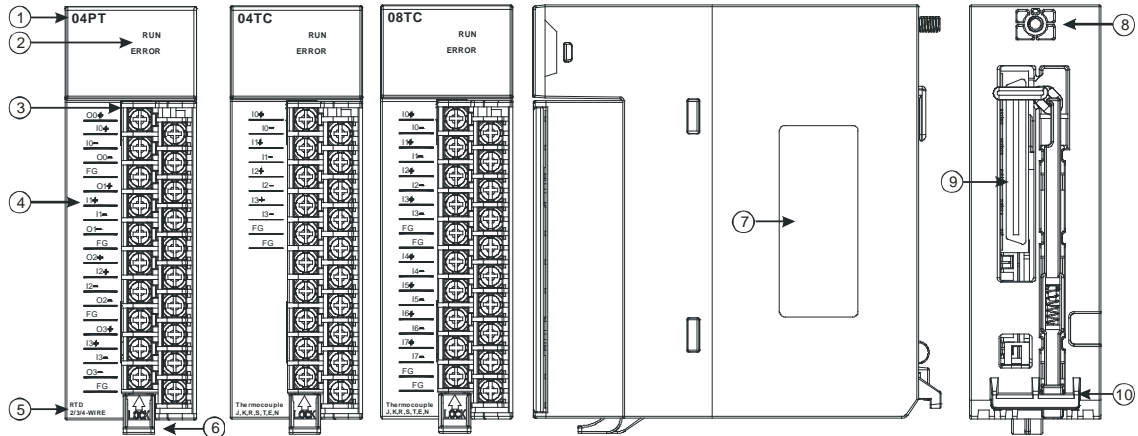 ① 04PT
② RUN
ERROR
③
O0+
I0+
I0-
O0-
FG
O1+
④ I1+
I1-
O1-
FG
O2+
I2+
I2-
O2-
FG
O3+
I3+
I3-
O3-
FG
⑤ RTD
2/3/4-WIRE
LOCK
⑥
04TC
RUN
ERROR
I0+
I0-
I1+
I1-
I2+
I2-
I3+
I3-
FG
FG
Thermocouple
J,K,R,S,T,E,N
LOCK
08TC
RUN
ERROR
I0+
I0-
I1+
I1-
I2+
I2-
I3+
I3-
FG
FG
I4+
I4-
I5+
I5-
I6+
I6-
I7+
I7-
FG
FG
Thermocouple
J,K,R,S,T,E,N
LOCK
⑦
⑧
⑨
⑩